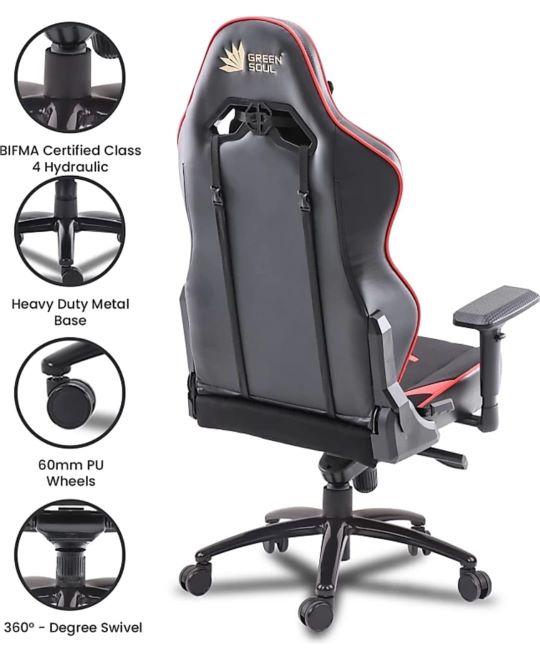 GREEN
SOUL
BIFMA Certified Class
4 Hydraulic
Heavy Duty Metal
Base
60mm PU
Wheels
360° - Degree Swivel